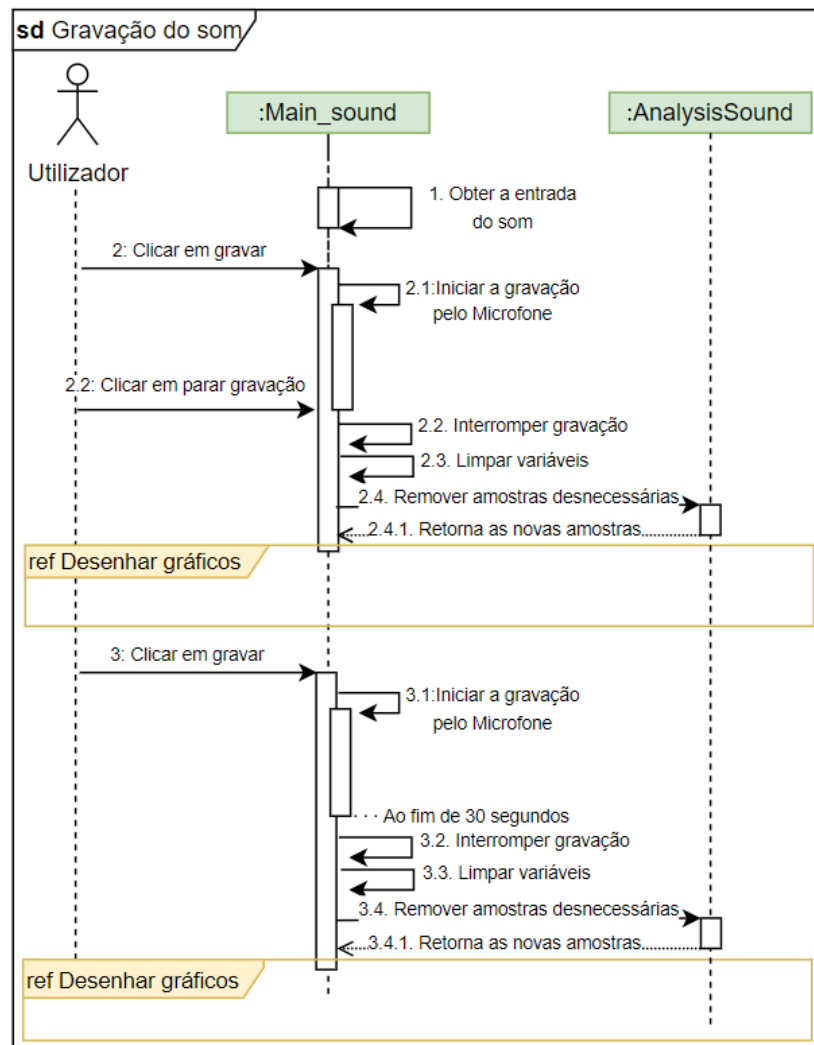 sd Gravação do som
:Main_sound
:AnalysisSound
Utilizador
1. Obter a entrada
do som
2: Clicar em gravar
2.1:Iniciar a gravação
pelo Microfone
2.2: Clicar em parar gravação
2.2. Interromper gravação
2.3. Limpar variáveis
2.4. Remover amostras desnecessárias
2.4.1. Retorna as novas amostras
ref Desenhar gráficos
3: Clicar em gravar
3.1:Iniciar a gravação
pelo Microfone
Ao fim de 30 segundos
3.2. Interromper gravação
3.3. Limpar variáveis
3.4. Remover amostras desnecessárias
3.4.1. Retorna as novas amostras
ref Desenhar gráficos